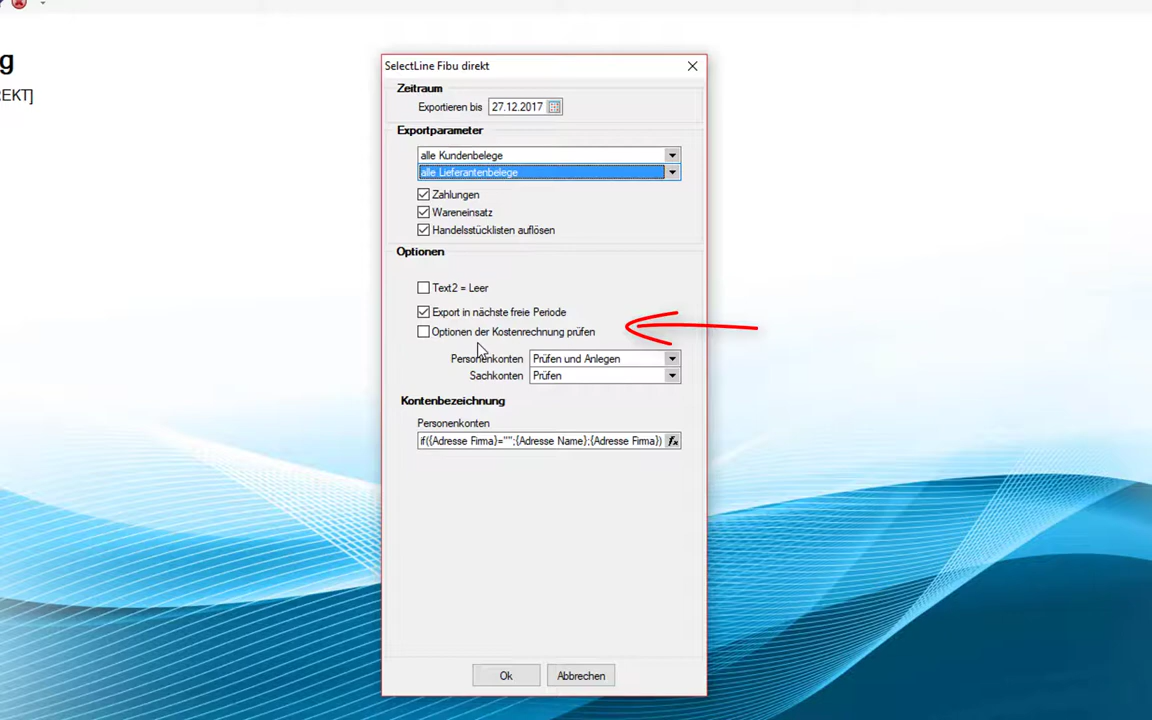 g
EKT]
SelectLine Fibu direkt
Zeitraum
Exportieren bis 27.12.2017
Exportparameter
alle Kundenbelege
alle Lieferantenbelege
Zahlungen
Wareneinsatz
Handelsstücklisten auflösen
Optionen
Text2 = Leer
Export in nächste freie Periode
Optionen der Kostenrechnung prüfen
Personenkonten Prüfen und Anlegen
Sachkonten Prüfen
Kontenbezeichnung
Personenkonten
if({Adresse Firma}="";{Adresse Name};{Adresse Firma}) fx
Ok Abbrechen